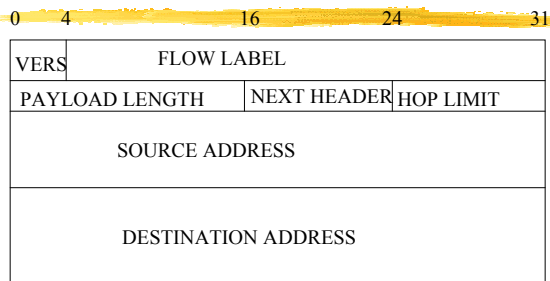 0 4 16 24 31
VERS FLOW LABEL
PAYLOAD LENGTH NEXT HEADER HOP LIMIT
SOURCE ADDRESS
DESTINATION ADDRESS